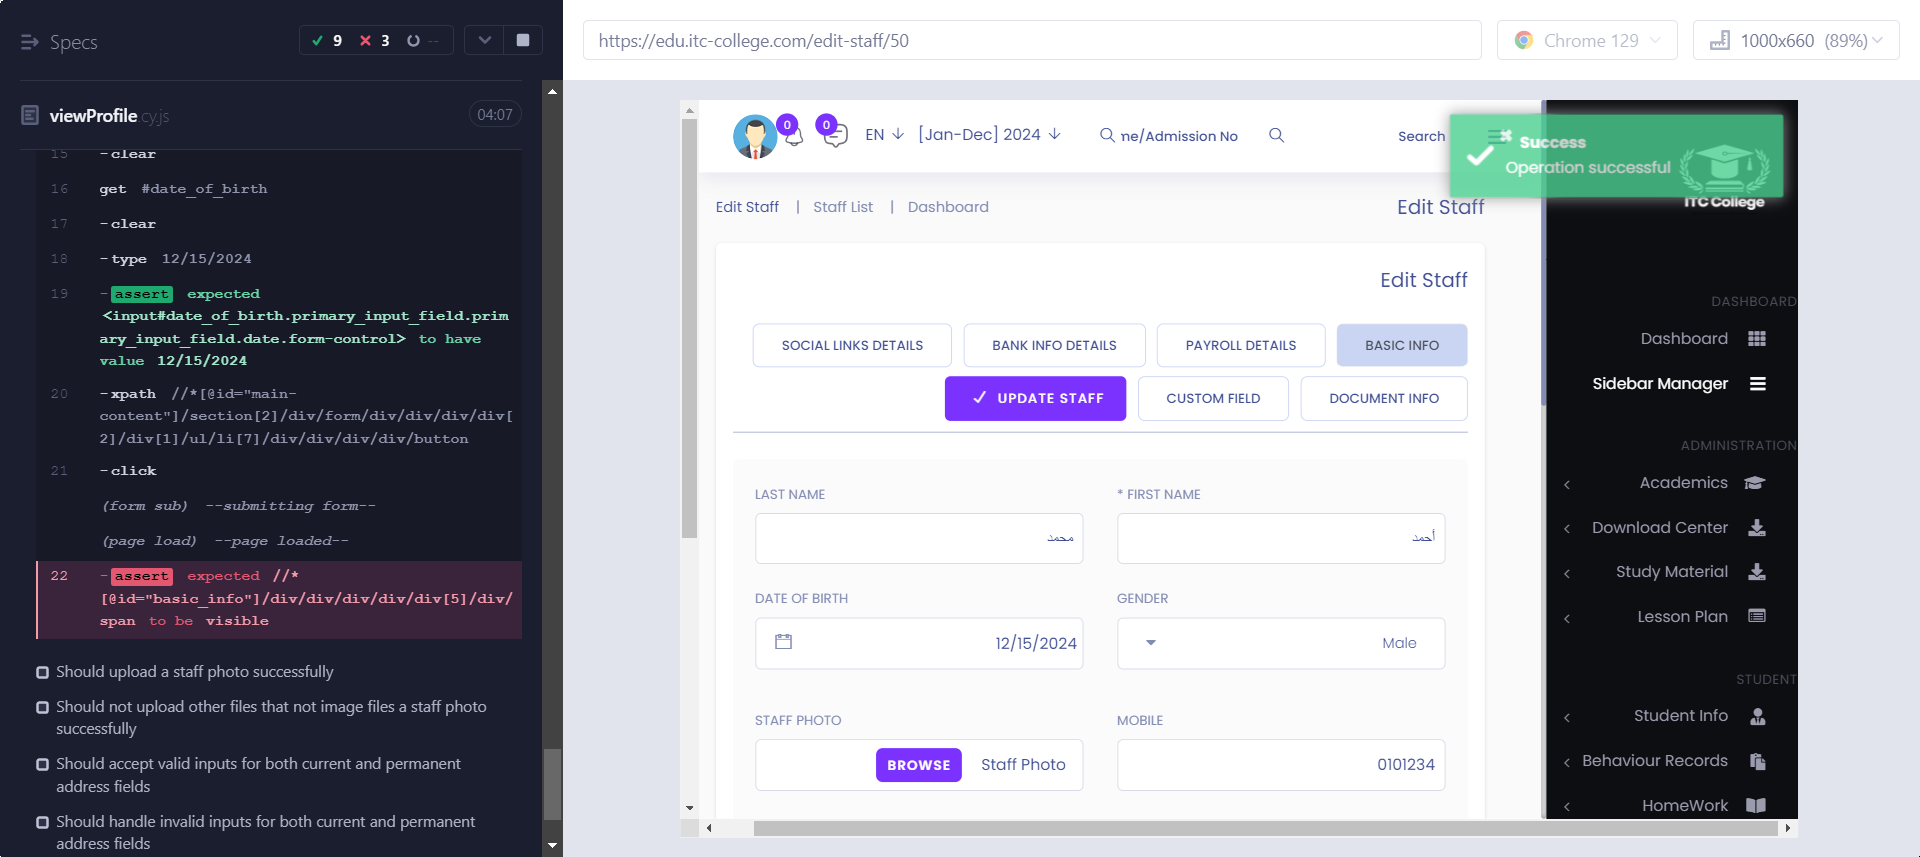 Specs
9
3
--
viewProfile cy.js
04:07
15 -clear
16 get #date_of_birth
17 -clear
18 -type 12/15/2024
19 -assert expected
<input#date_of_birth.primary_input_field.prim
ary_input_field.date.form-control> to have
value 12/15/2024
20 -xpath //*[@id="main-
content"]/section[2]/div/form/div/div/div/div[
2]/div[1]/ul/li[7]/div/div/div/div/button
21 -click
(form sub) --submitting form--
(page load) --page loaded--
22 -assert expected //*
[@id="basic_info"]/div/div/div/div/div[5]/div/
span to be visible
Should upload a staff photo successfully
Should not upload other files that not image files a staff photo
successfully
Should accept valid inputs for both current and permanent
address fields
Should handle invalid inputs for both current and permanent
address fields
https://edu.itc-college.com/edit-staff/50
Chrome 129
1000x660 (89%)
0
0
EN
[Jan-Dec] 2024
ne/Admission No
Search
Success
Operation successful
ITC College
Edit Staff | Staff List | Dashboard
Edit Staff
Edit Staff
SOCIAL LINKS DETAILS
BANK INFO DETAILS
PAYROLL DETAILS
BASIC INFO
UPDATE STAFF
CUSTOM FIELD
DOCUMENT INFO
LAST NAME
* FIRST NAME
محمد
أحمد
DATE OF BIRTH
GENDER
12/15/2024
Male
STAFF PHOTO
MOBILE
BROWSE
Staff Photo
0101234
DASHBOARD
Dashboard
Sidebar Manager
ADMINISTRATION
Academics
Download Center
Study Material
Lesson Plan
STUDENT
Student Info
Behaviour Records
HomeWork